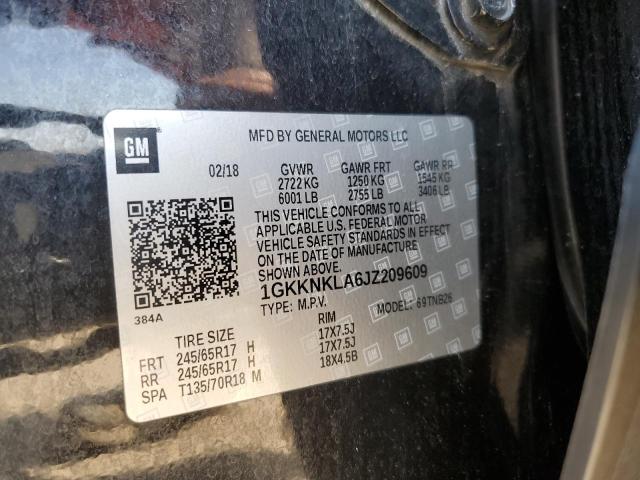 GM
MFD BY GENERAL MOTORS LLC
02/18 GVWR GAWR FRT GAWR RR
2722 KG 1250 KG 1545 KG
6001 LB 2755 LB 3406 LB
THIS VEHICLE CONFORMS TO ALL
APPLICABLE U.S. FEDERAL MOTOR
VEHICLE SAFETY STANDARDS IN EFFECT
ON THE DATE OF MANUFACTURE
SHOWN ABOVE.
1GKKNKLA6JZ209609
384A TYPE: M.P.V. MODEL: 69TNB26
TIRE SIZE RIM
FRT 245/65R17 H 17X7.5J
RR 245/65R17 H 17X7.5J
SPA T135/70R18 M 18X4.5B